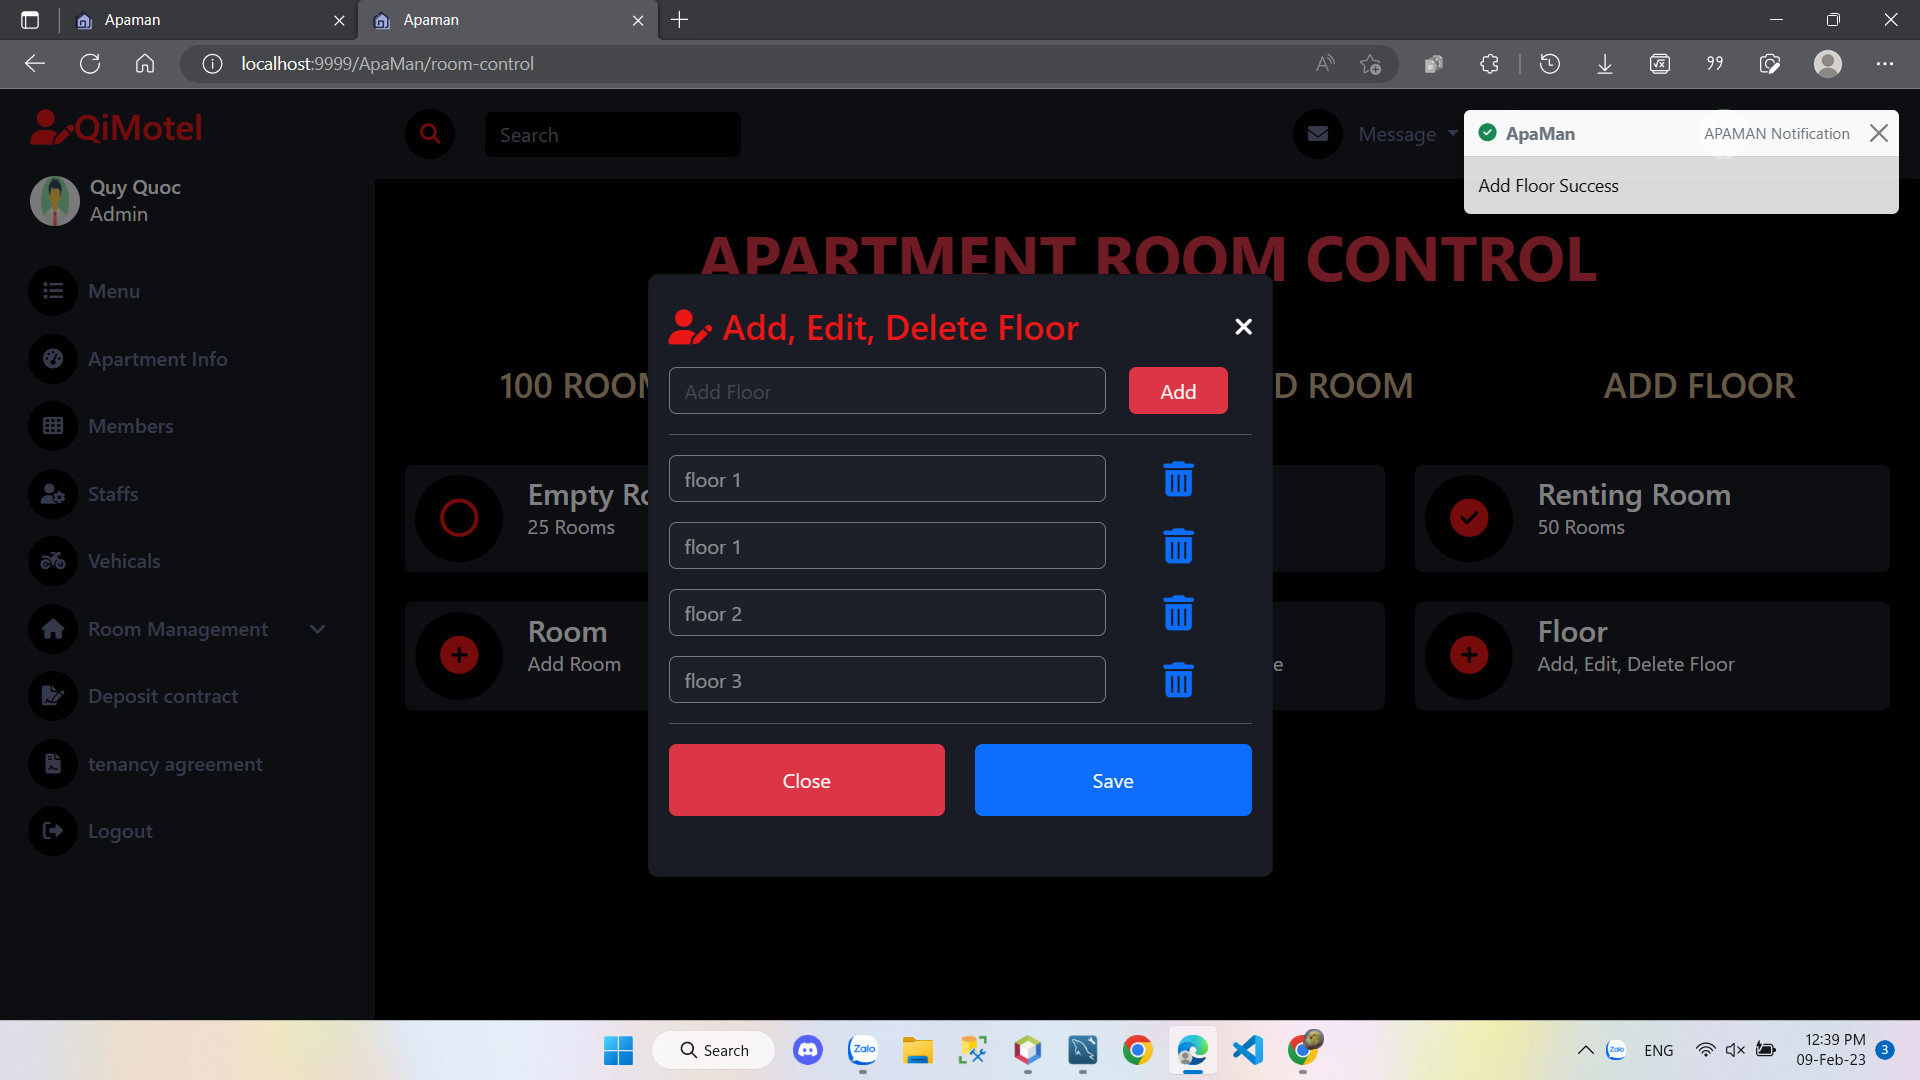 Apaman
Apaman
localhost:9999/ApaMan/room-control
QiMotel
Search
Message
ApaMan
APAMAN Notification
Add Floor Success
Quy Quoc
Admin
Menu
Apartment Info
Members
Staffs
Vehicals
Room Management
Deposit contract
tenancy agreement
Logout
APARTMENT ROOM CONTROL
100 ROOM
D ROOM
ADD FLOOR
Empty Ro
25 Rooms
Renting Room
50 Rooms
Room
Add Room
e
Floor
Add, Edit, Delete Floor
Add, Edit, Delete Floor
Add Floor
Add
floor 1
floor 1
floor 2
floor 3
Close
Save
Search
Zalo
Zalo
ENG
12:39 PM
09-Feb-23
3